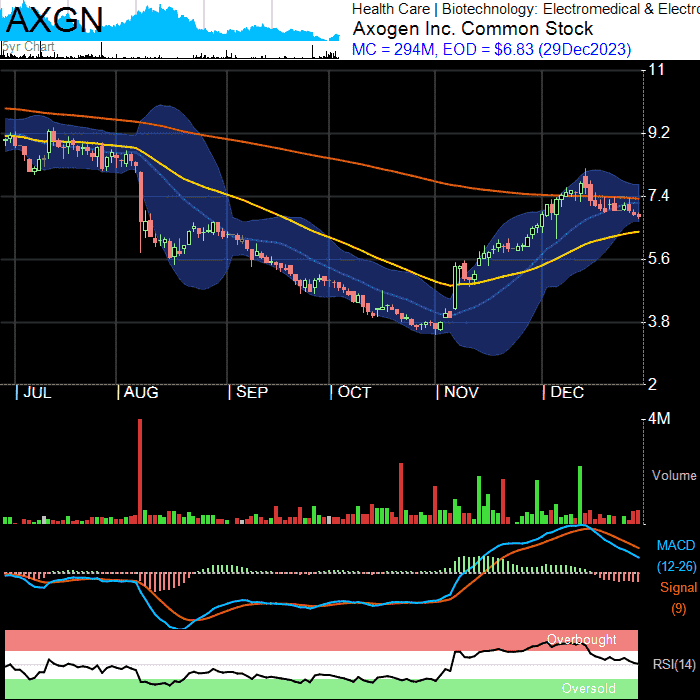 AXGN
5yr Chart
Health Care | Biotechnology: Electromedical & Electro
Axogen Inc. Common Stock
MC = 294M, EOD = $6.83 (29Dec2023)
11
9.2
7.4
5.6
3.8
2
JUL AUG SEP OCT NOV DEC
4M
Volume
MACD
(12-26)
Signal
(9)
Overbought
RSI(14)
Oversold